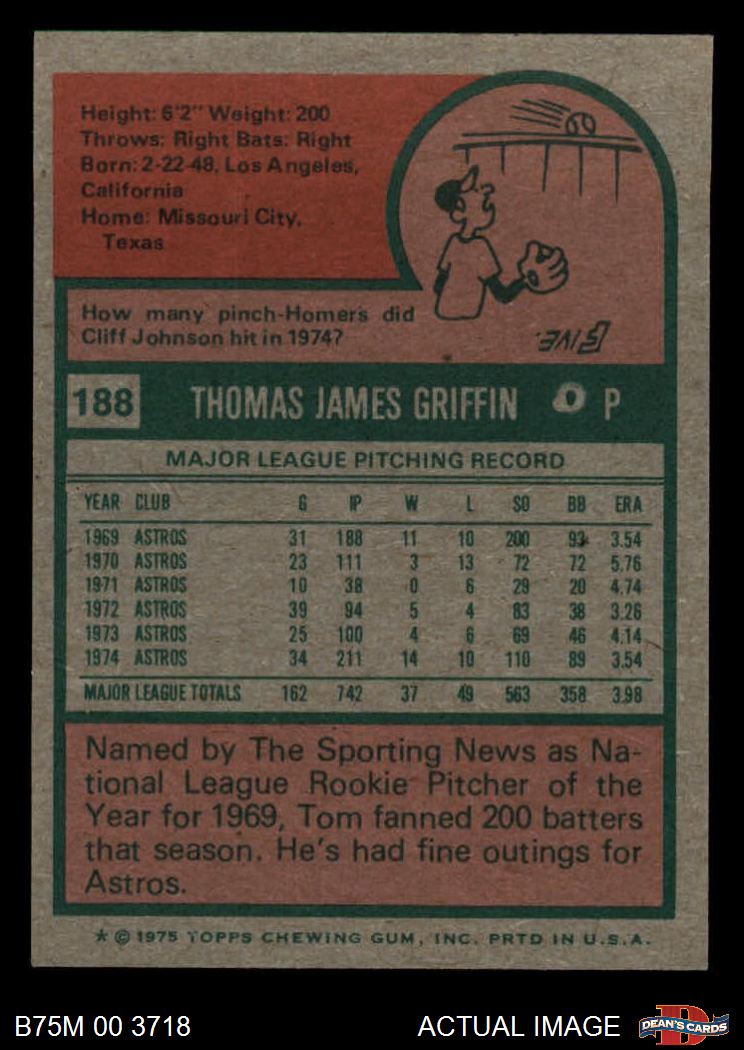 Height: 6'2" Weight: 200
Throws: Right Bats: Right
Born: 2-22-48, Los Angeles,
California
Home: Missouri City,
Texas
How many pinch-Homers did
Cliff Johnson hit in 1974?
FIVE.
188 THOMAS JAMES GRIFFIN P
MAJOR LEAGUE PITCHING RECORD
YEAR CLUB G IP W L SO BB ERA
1969 ASTROS 31 188 11 10 200 93 3.54
1970 ASTROS 23 111 3 13 72 72 5.76
1971 ASTROS 10 38 0 6 29 20 4.74
1972 ASTROS 39 94 5 4 83 38 3.26
1973 ASTROS 25 100 4 6 69 46 4.14
1974 ASTROS 34 211 14 10 110 89 3.54
MAJOR LEAGUE TOTALS 162 742 37 49 563 358 3.98
Named by The Sporting News as Na-
tional League Rookie Pitcher of the
Year for 1969, Tom fanned 200 batters
that season. He's had fine outings for
Astros.
* © 1975 TOPPS CHEWING GUM, INC. PRTD IN U.S.A.
B75M 00 3718 ACTUAL IMAGE D DEAN'S CARDS